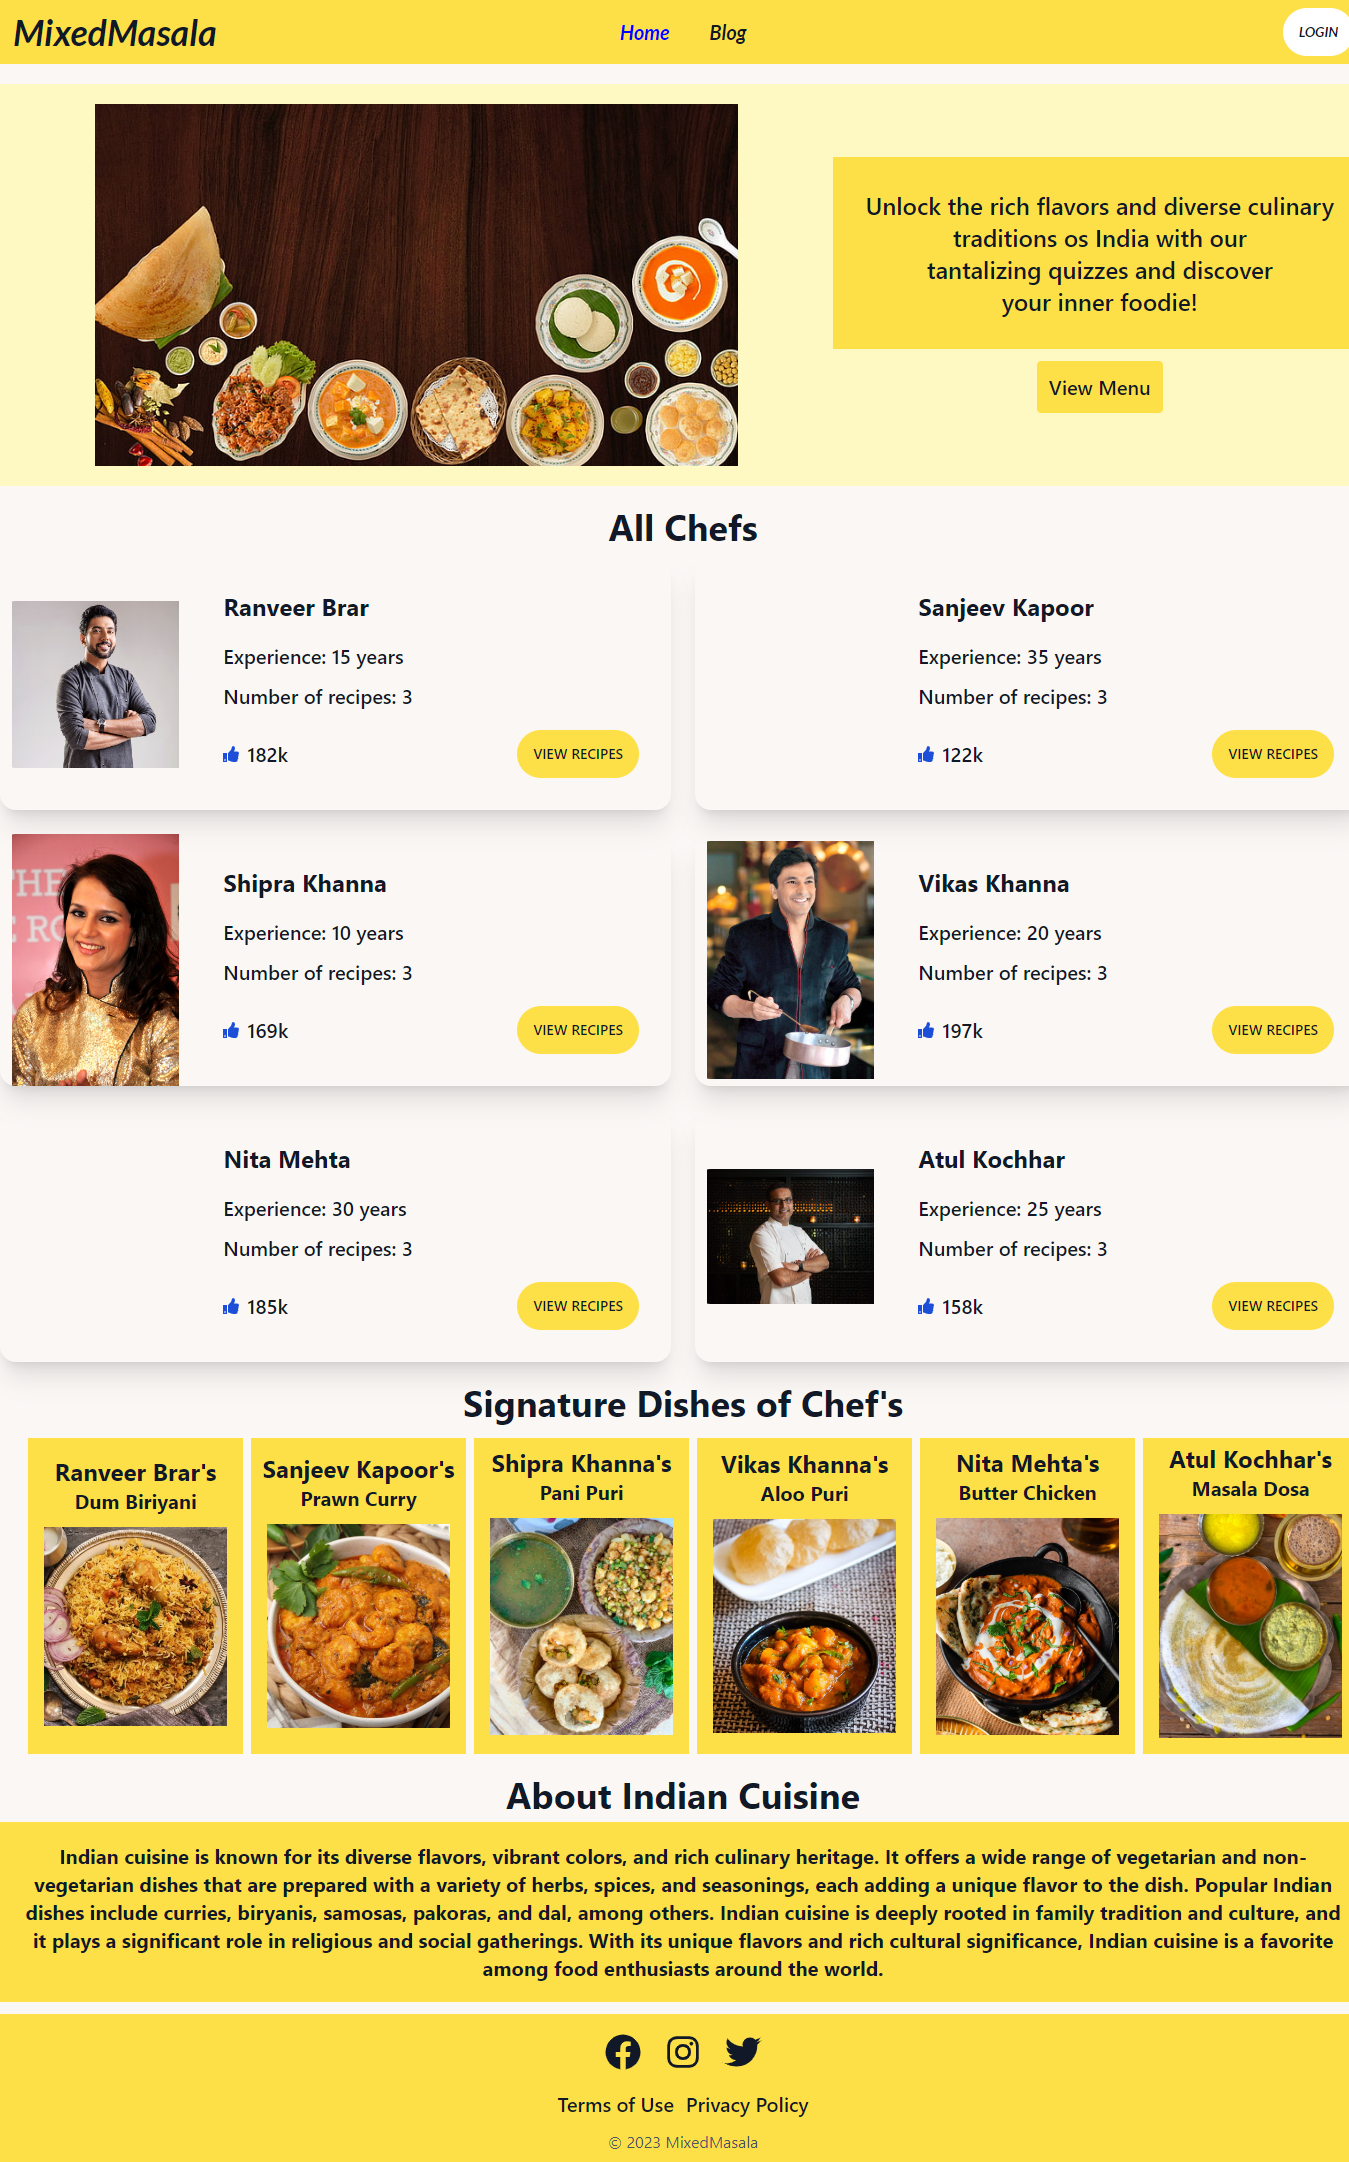 MixedMasala
Home Blog
LOGIN
Unlock the rich flavors and diverse culinary
traditions os India with our
tantalizing quizzes and discover
your inner foodie!
View Menu
All Chefs
Ranveer Brar
Experience: 15 years
Number of recipes: 3
182k
VIEW RECIPES
Sanjeev Kapoor
Experience: 35 years
Number of recipes: 3
122k
VIEW RECIPES
Shipra Khanna
Experience: 10 years
Number of recipes: 3
169k
VIEW RECIPES
Vikas Khanna
Experience: 20 years
Number of recipes: 3
197k
VIEW RECIPES
Nita Mehta
Experience: 30 years
Number of recipes: 3
185k
VIEW RECIPES
Atul Kochhar
Experience: 25 years
Number of recipes: 3
158k
VIEW RECIPES
Signature Dishes of Chef's
Ranveer Brar's
Dum Biriyani
Sanjeev Kapoor's
Prawn Curry
Shipra Khanna's
Pani Puri
Vikas Khanna's
Aloo Puri
Nita Mehta's
Butter Chicken
Atul Kochhar's
Masala Dosa
About Indian Cuisine
Indian cuisine is known for its diverse flavors, vibrant colors, and rich culinary heritage. It offers a wide range of vegetarian and non-
vegetarian dishes that are prepared with a variety of herbs, spices, and seasonings, each adding a unique flavor to the dish. Popular Indian
dishes include curries, biryanis, samosas, pakoras, and dal, among others. Indian cuisine is deeply rooted in family tradition and culture, and
it plays a significant role in religious and social gatherings. With its unique flavors and rich cultural significance, Indian cuisine is a favorite
among food enthusiasts around the world.
Terms of Use Privacy Policy
© 2023 MixedMasala